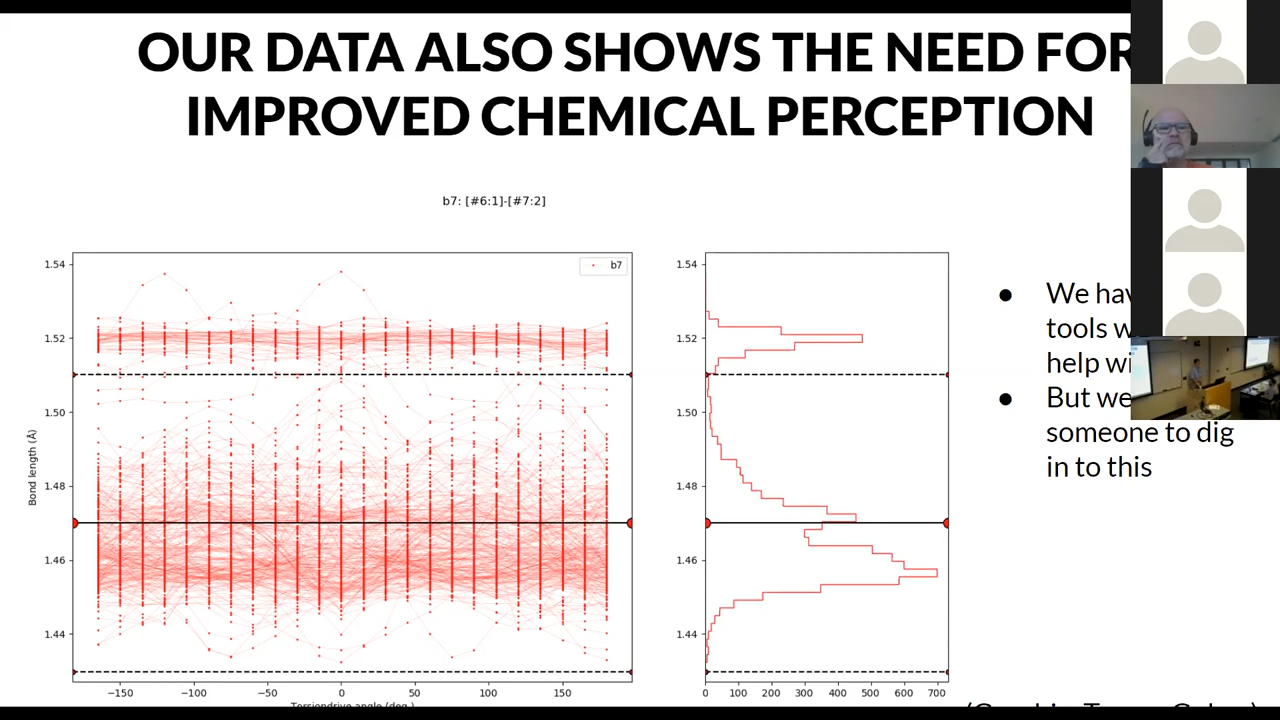 OUR DATA ALSO SHOWS THE NEED FOR
IMPROVED CHEMICAL PERCEPTION
b7: [#6:1]-[#7:2]
b7
1.54
1.52
1.50
1.48
1.46
1.44
Bond length (Å)
−150
−100
−50
0
50
100
150
Torsiondrive angle (deg.)
1.54
1.52
1.50
1.48
1.46
1.44
0
100
200
300
400
500
600
700
● We
tools
help
● But we
someone to dig
in to this